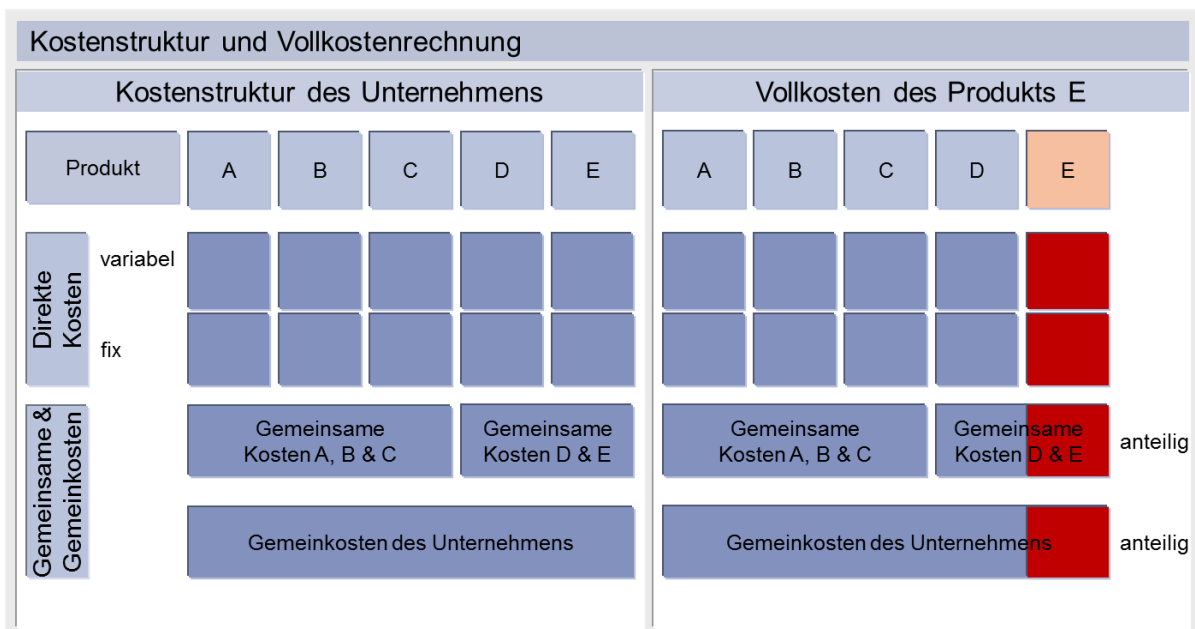 Kostenstruktur und Vollkostenrechnung
Kostenstruktur des Unternehmens
Produkt
A
B
C
D
E
Direkte
Kosten
variabel
fix
Gemeinsame &
Gemeinkosten
Gemeinsame
Kosten A, B & C
Gemeinsame
Kosten D & E
Gemeinkosten des Unternehmens
Vollkosten des Produkts E
A
B
C
D
E
Gemeinsame
Kosten A, B & C
Gemeinsame
Kosten D & E
anteilig
Gemeinkosten des Unternehmens
anteilig